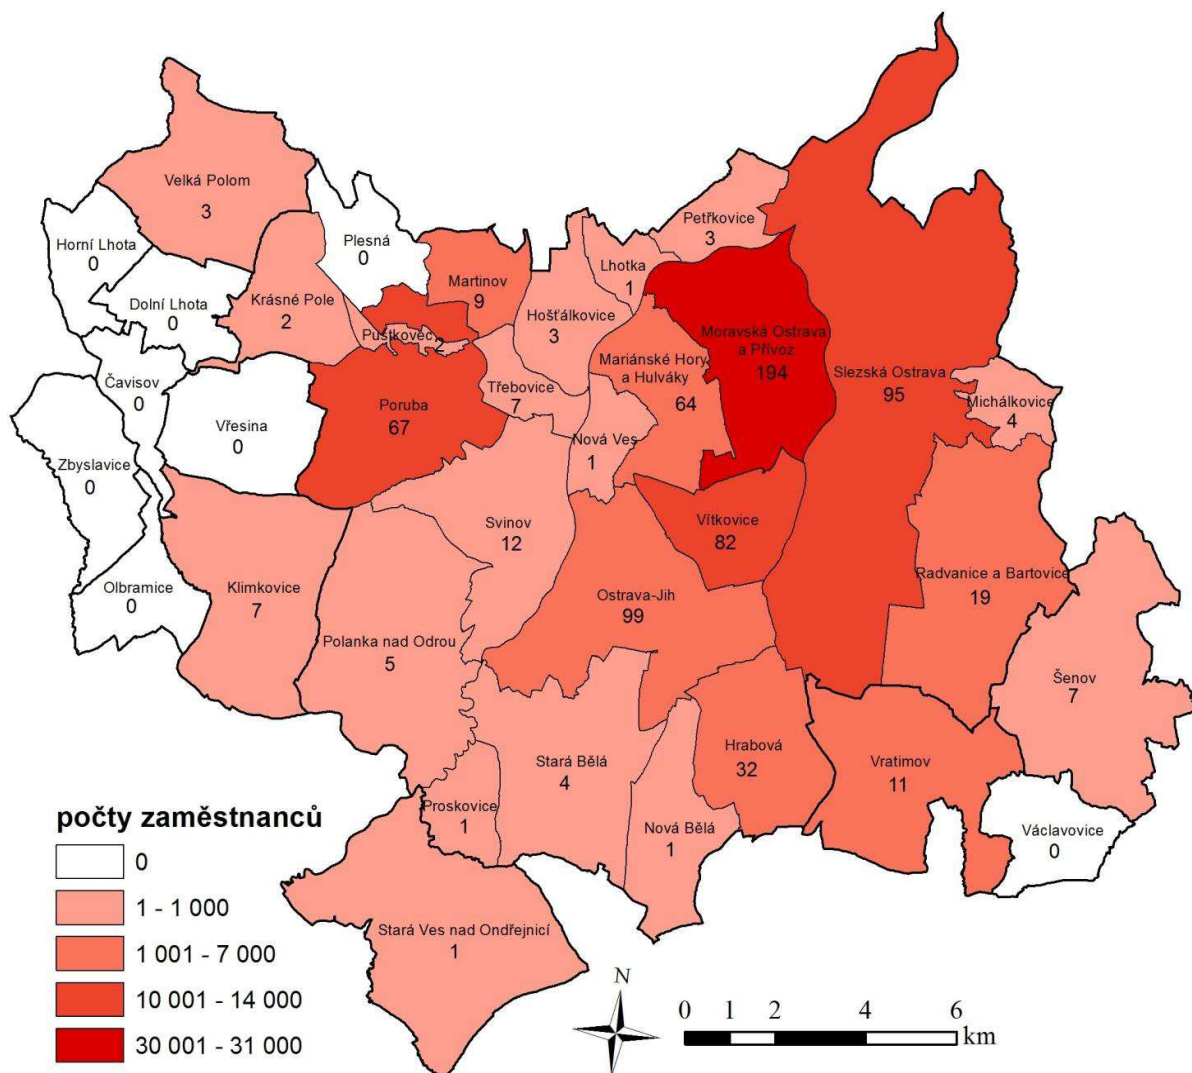 Velká Polom
3
Horní Lhota
0
Plesná
0
Petřkovice
3
Lhotka
1
Martinov
9
Dolní Lhota
0
Krásné Pole
2
Hošťálkovice
3
Pustkovec
2
Moravská Ostrava
a Přívoz
194
Mariánské Hory
a Hulváky
64
Slezská Ostrava
95
Čavisov
0
Třebovice
7
Michálkovice
4
Poruba
67
Vřesina
0
Nová Ves
1
Zbyslavice
0
Svinov
12
Vítkovice
82
Radvanice a Bartovice
19
Olbramice
0
Klimkovice
7
Ostrava-Jih
99
Polanka nad Odrou
5
Šenov
7
Hrabová
32
Stará Bělá
4
Vratimov
11
Proskovice
1
Nová Bělá
1
Václavovice
0
Stará Ves nad Ondřejnicí
1
počty zaměstnanců
0
1 - 1 000
1 001 - 7 000
10 001 - 14 000
30 001 - 31 000
N
0 1 2 4 6
km